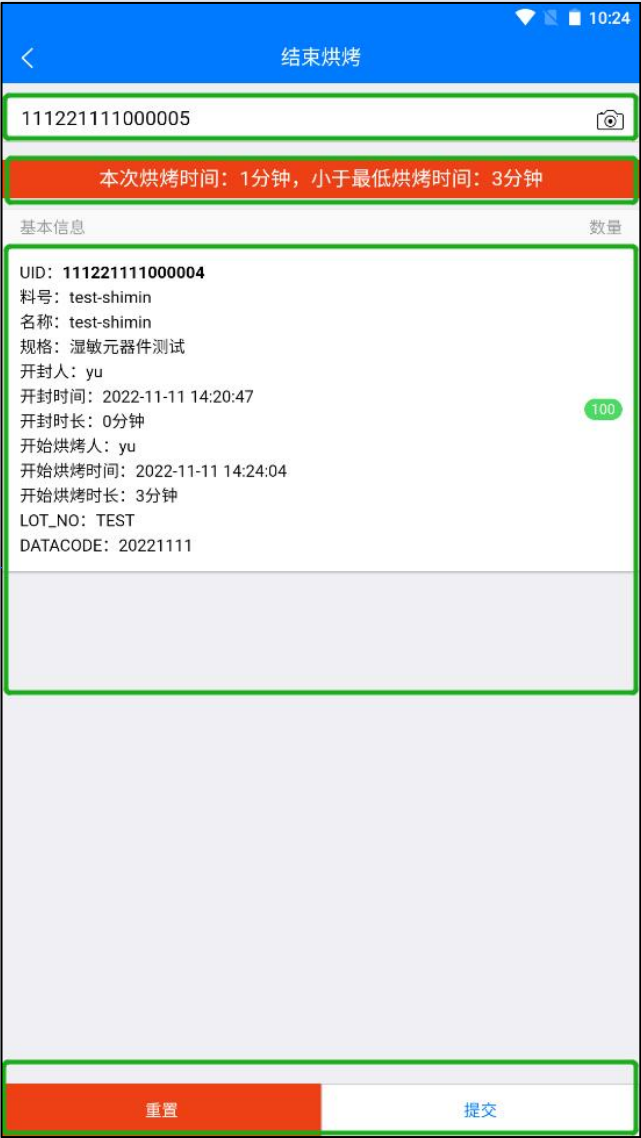 10:24
结束烘烤
111221111000005
本次烘烤时间：1分钟，小于最低烘烤时间：3分钟
基本信息 数量
UID：111221111000004
料号：test-shimin
名称：test-shimin
规格：湿敏元器件测试
开封人：yu
开封时间：2022-11-11 14:20:47
100
开封时长：0分钟
开始烘烤人：yu
开始烘烤时间：2022-11-11 14:24:04
开始烘烤时长：3分钟
LOT_NO：TEST
DATACODE：20221111
重置 提交